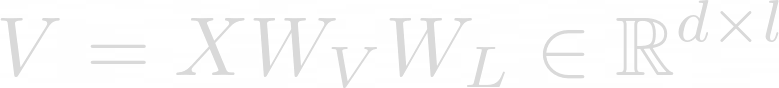 V = XW_V W_L ∈ ℝ^{d×l}